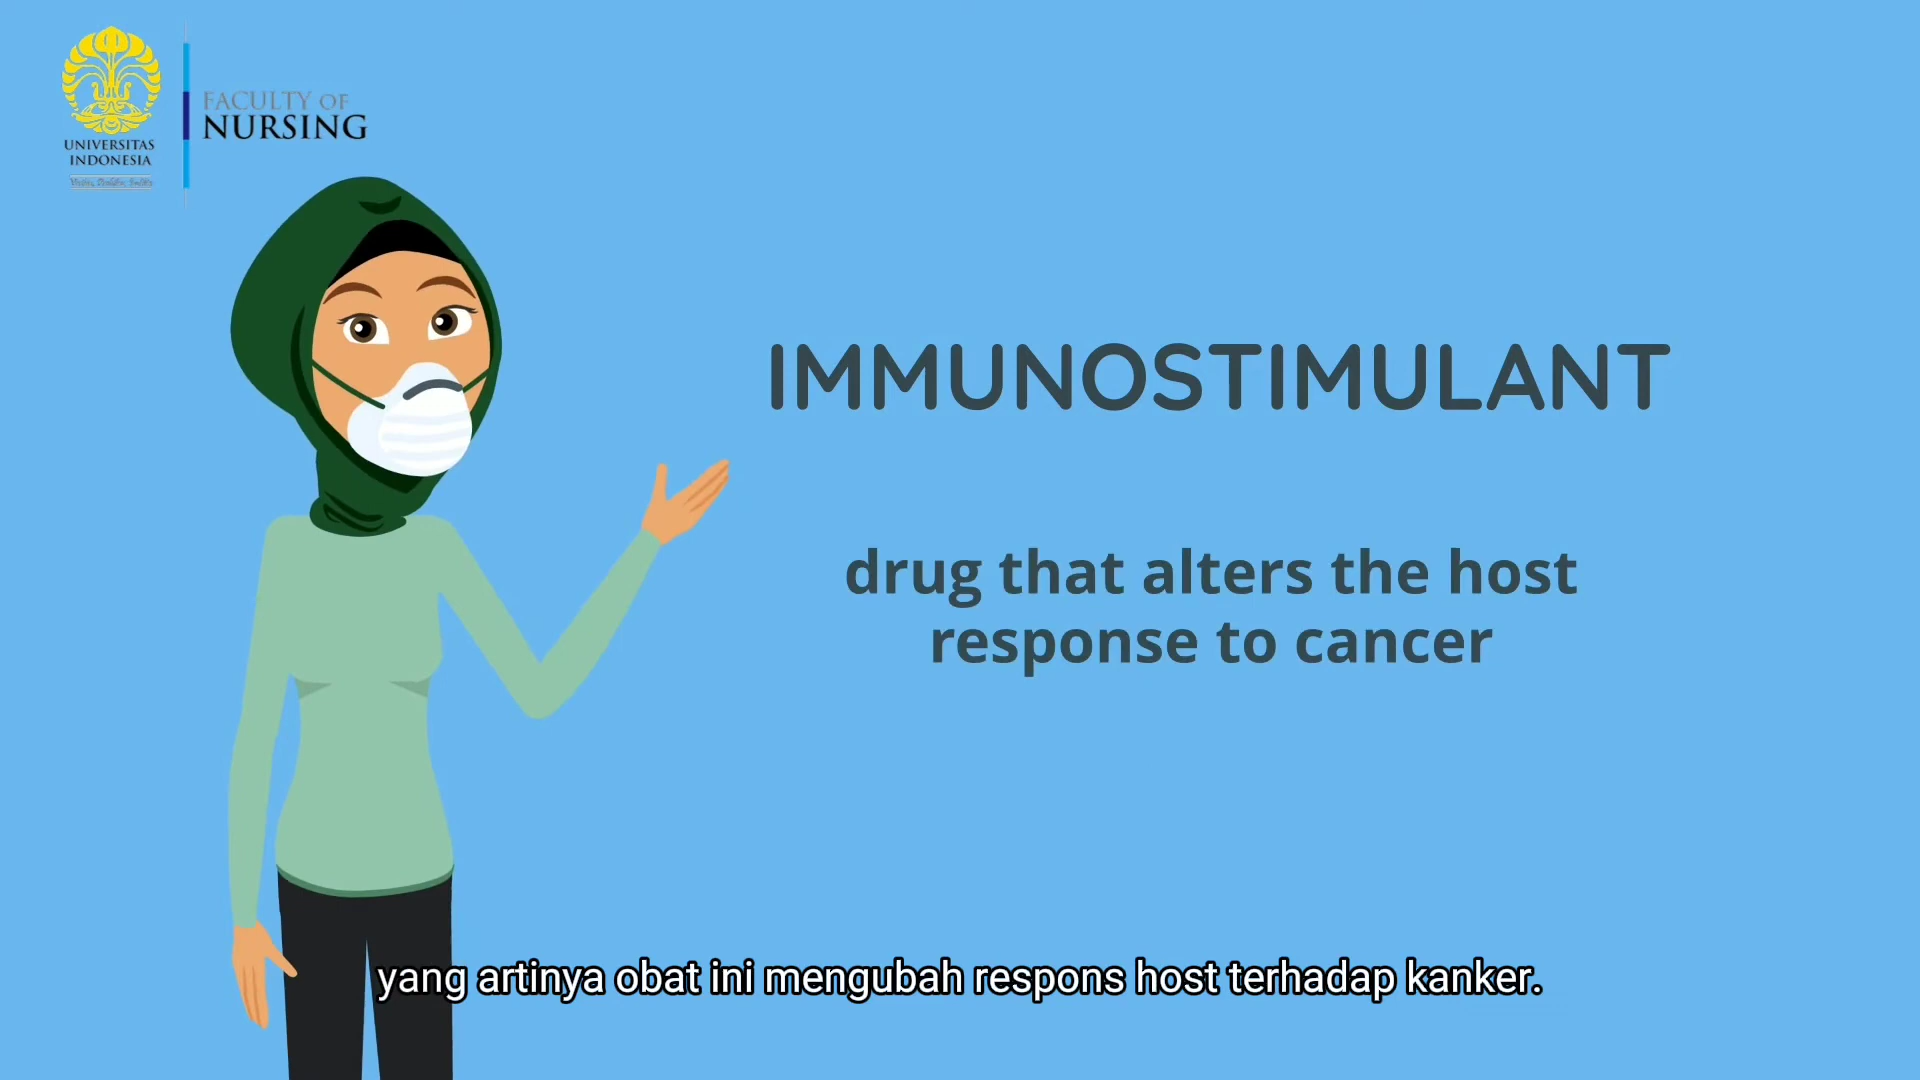 UNIVERSITAS
INDONESIA
FACULTY OF
NURSING
IMMUNOSTIMULANT
drug that alters the host
response to cancer
yang artinya obat ini mengubah respons host terhadap kanker.